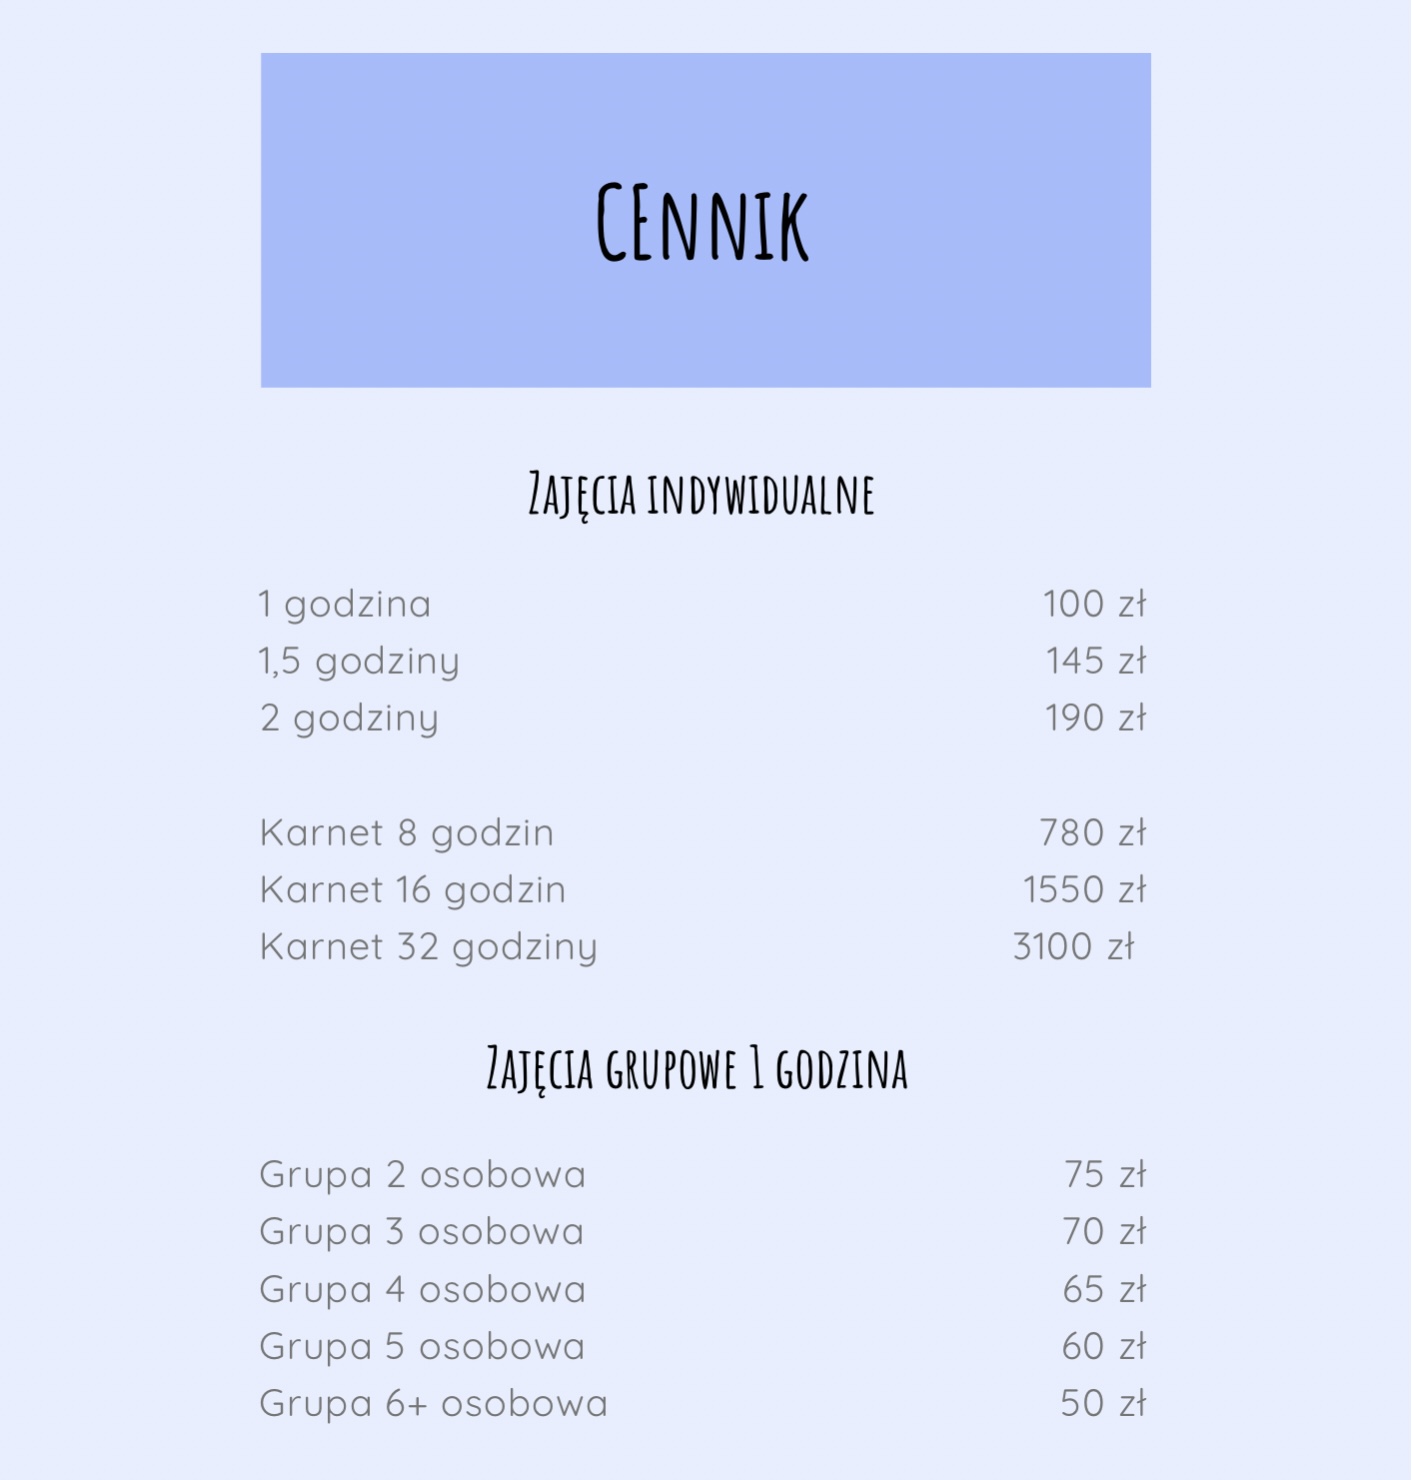 CEnnik
Zajęcia indywidualne
1 godzina 100 zł
1,5 godziny 145 zł
2 godziny 190 zł
Karnet 8 godzin 780 zł
Karnet 16 godzin 1550 zł
Karnet 32 godziny 3100 zł
Zajęcia grupowe 1 godzina
Grupa 2 osobowa 75 zł
Grupa 3 osobowa 70 zł
Grupa 4 osobowa 65 zł
Grupa 5 osobowa 60 zł
Grupa 6+ osobowa 50 zł